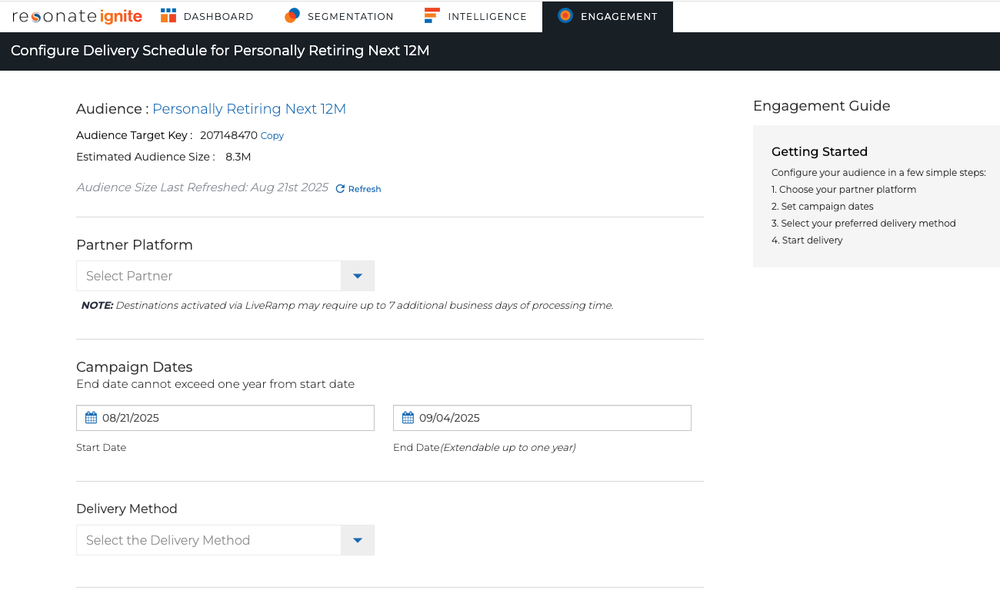 resonate ignite DASHBOARD SEGMENTATION INTELLIGENCE ENGAGEMENT
Configure Delivery Schedule for Personally Retiring Next 12M
Audience : Personally Retiring Next 12M
Audience Target Key : 207148470 Copy
Estimated Audience Size : 8.3M
Audience Size Last Refreshed: Aug 21st 2025 Refresh
Partner Platform
Select Partner
NOTE: Destinations activated via LiveRamp may require up to 7 additional business days of processing time.
Campaign Dates
End date cannot exceed one year from start date
08/21/2025
Start Date
09/04/2025
End Date(Extendable up to one year)
Delivery Method
Select the Delivery Method
Engagement Guide
Getting Started
Configure your audience in a few simple steps:
1. Choose your partner platform
2. Set campaign dates
3. Select your preferred delivery method
4. Start delivery